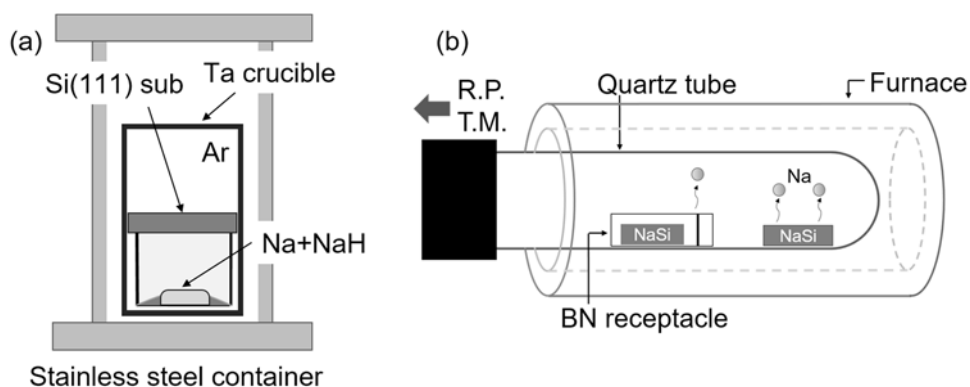 (a)
Si(111) sub
Ta crucible
Ar
Na+NaH
Stainless steel container
(b)
R.P.
T.M.
Quartz tube
Furnace
Na
NaSi
NaSi
BN receptacle